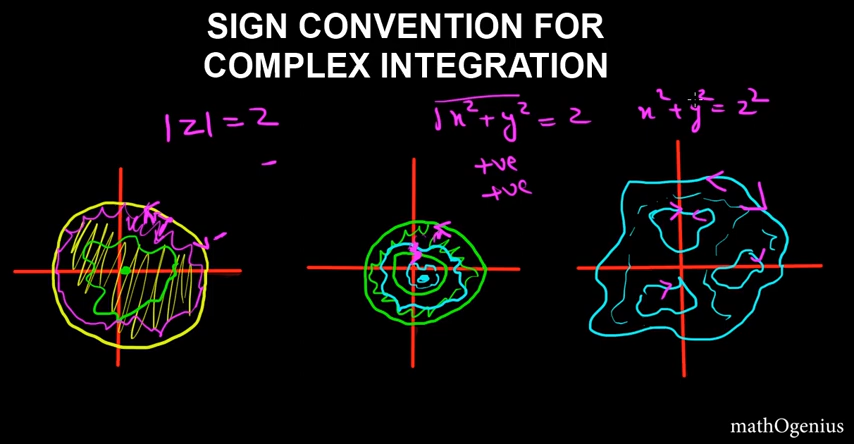 SIGN CONVENTION FOR
COMPLEX INTEGRATION
|z| = 2
√x² + y² = 2
x² + y² = 2²
-
+ve
+ve
-
mathOgenius